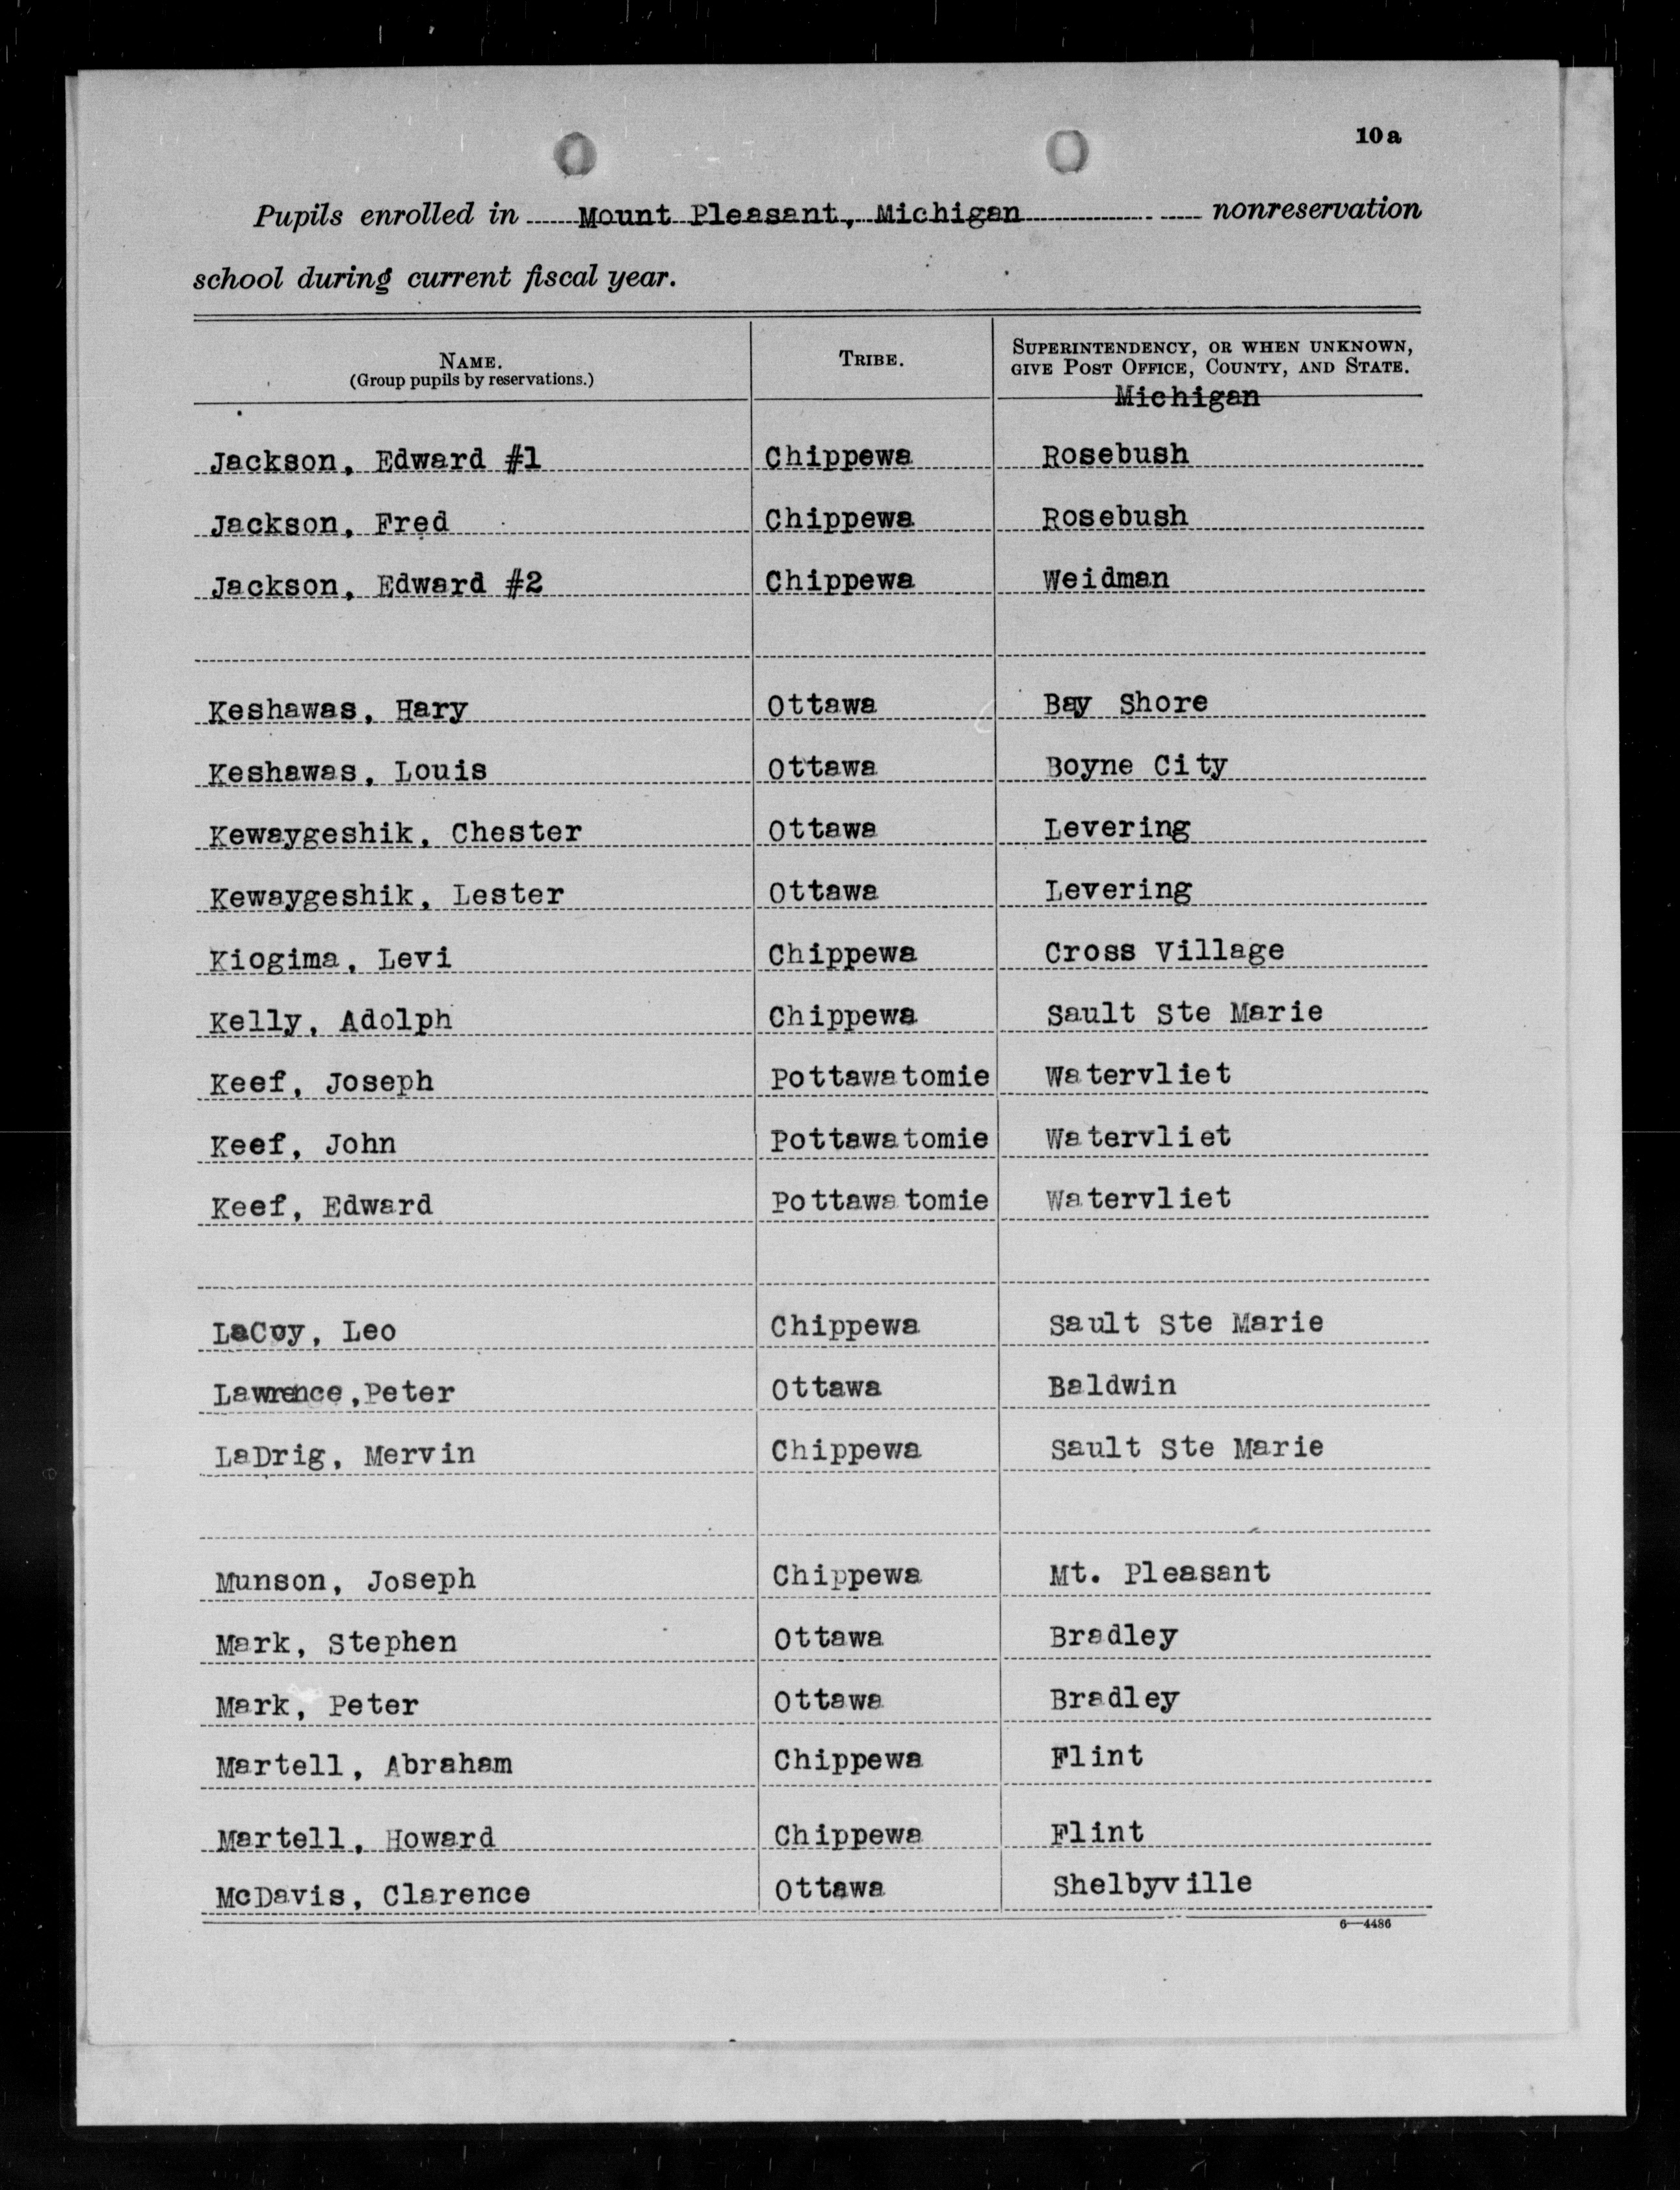 10a
Pupils enrolled in Mount Pleasant, Michigan nonreservation
school during current fiscal year.
NAME. TRIBE. SUPERINTENDENCY, OR WHEN UNKNOWN,
(Group pupils by reservations.) GIVE POST OFFICE, COUNTY, AND STATE.
Michigan
Jackson, Edward #1 Chippewa Rosebush
Jackson, Fred Chippewa Rosebush
Jackson, Edward #2 Chippewa Weidman
Keshawas, Hary Ottawa Bay Shore
Keshawas, Louis Ottawa Boyne City
Kewaygeshik, Chester Ottawa Levering
Kewaygeshik, Lester Ottawa Levering
Kiogima, Levi Chippewa Cross Village
Kelly, Adolph Chippewa Sault Ste Marie
Keef, Joseph Pottawatomie Watervliet
Keef, John Pottawatomie Watervliet
Keef, Edward Pottawatomie Watervliet
LaCoy, Leo Chippewa Sault Ste Marie
Lawrence,Peter Ottawa Baldwin
LaDrig, Mervin Chippewa Sault Ste Marie
Munson, Joseph Chippewa Mt. Pleasant
Mark, Stephen Ottawa Bradley
Mark, Peter Ottawa Bradley
Martell, Abraham Chippewa Flint
Martell, Howard Chippewa Flint
McDavis, Clarence Ottawa Shelbyville
6—4486